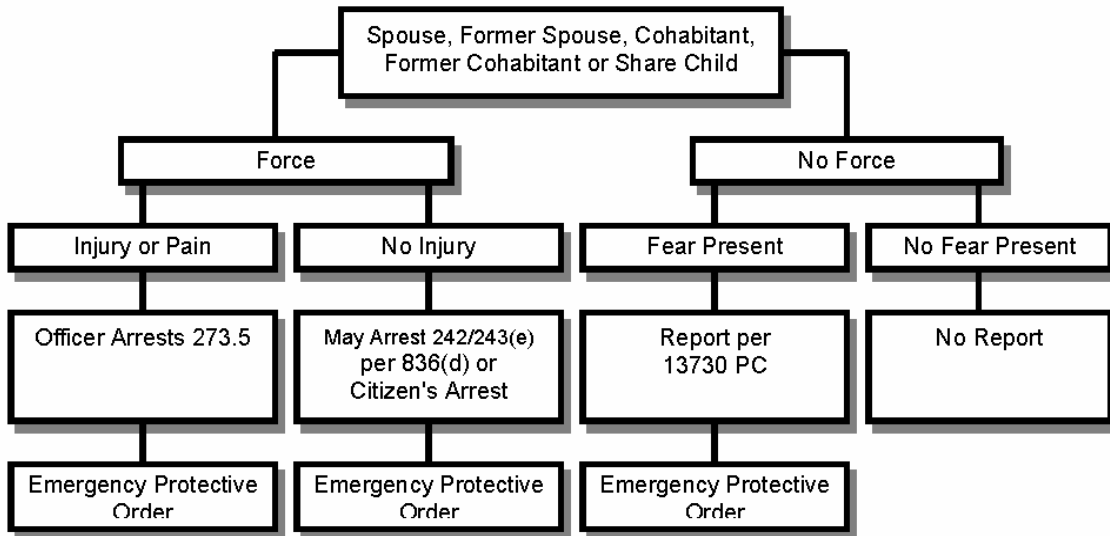 Spouse, Former Spouse, Cohabitant,
Former Cohabitant or Share Child
Force
No Force
Injury or Pain
No Injury
Fear Present
No Fear Present
Officer Arrests 273.5
May Arrest 242/243(e)
per 836(d) or
Citizen's Arrest
Report per
13730 PC
No Report
Emergency Protective
Order
Emergency Protective
Order
Emergency Protective
Order